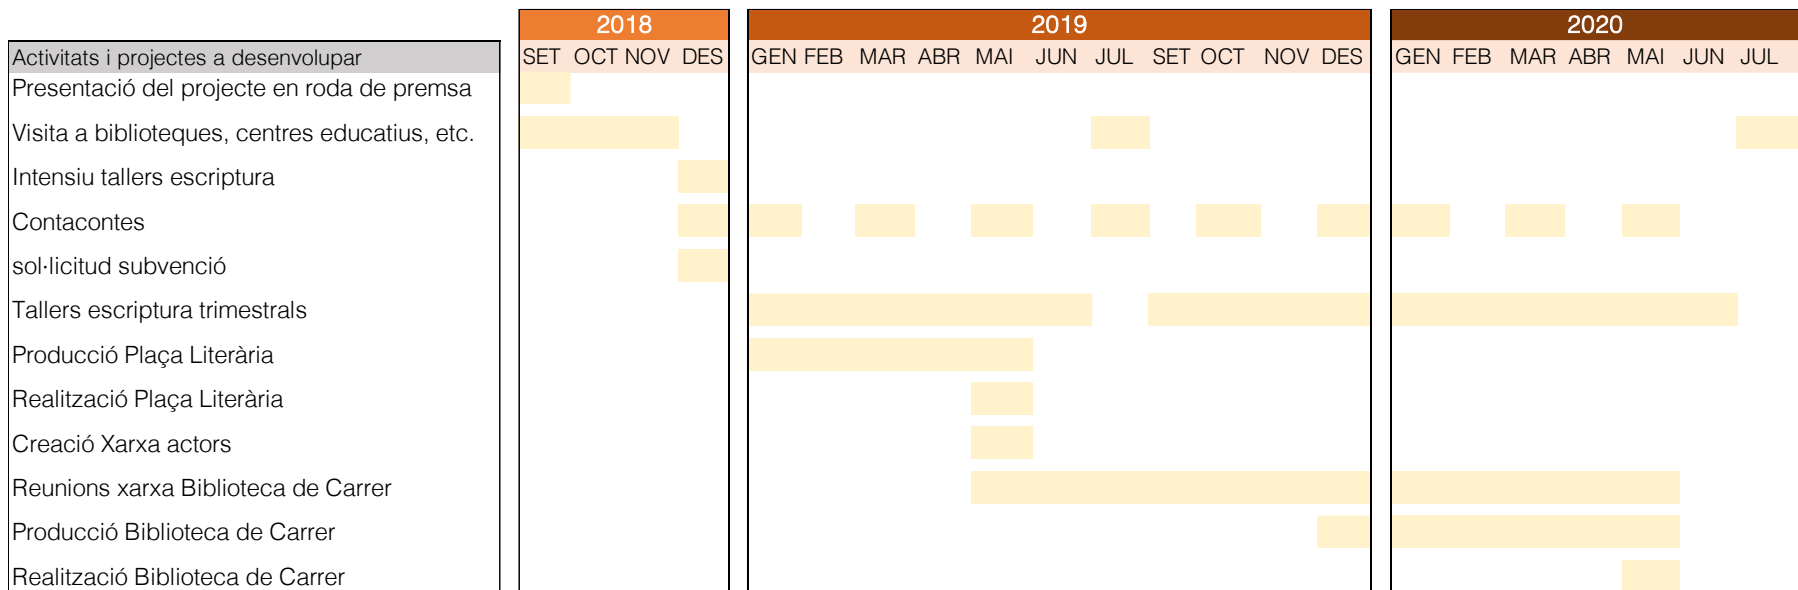 2018 2019 2020
Activitats i projectes a desenvolupar SET OCT NOV DES GEN FEB MAR ABR MAI JUN JUL SET OCT NOV DES GEN FEB MAR ABR MAI JUN JUL
Presentació del projecte en roda de premsa
Visita a biblioteques, centres educatius, etc.
Intensiu tallers escriptura
Contacontes
sol·licitud subvenció
Tallers escriptura trimestrals
Producció Plaça Literària
Realització Plaça Literària
Creació Xarxa actors
Reunions xarxa Biblioteca de Carrer
Producció Biblioteca de Carrer
Realització Biblioteca de Carrer